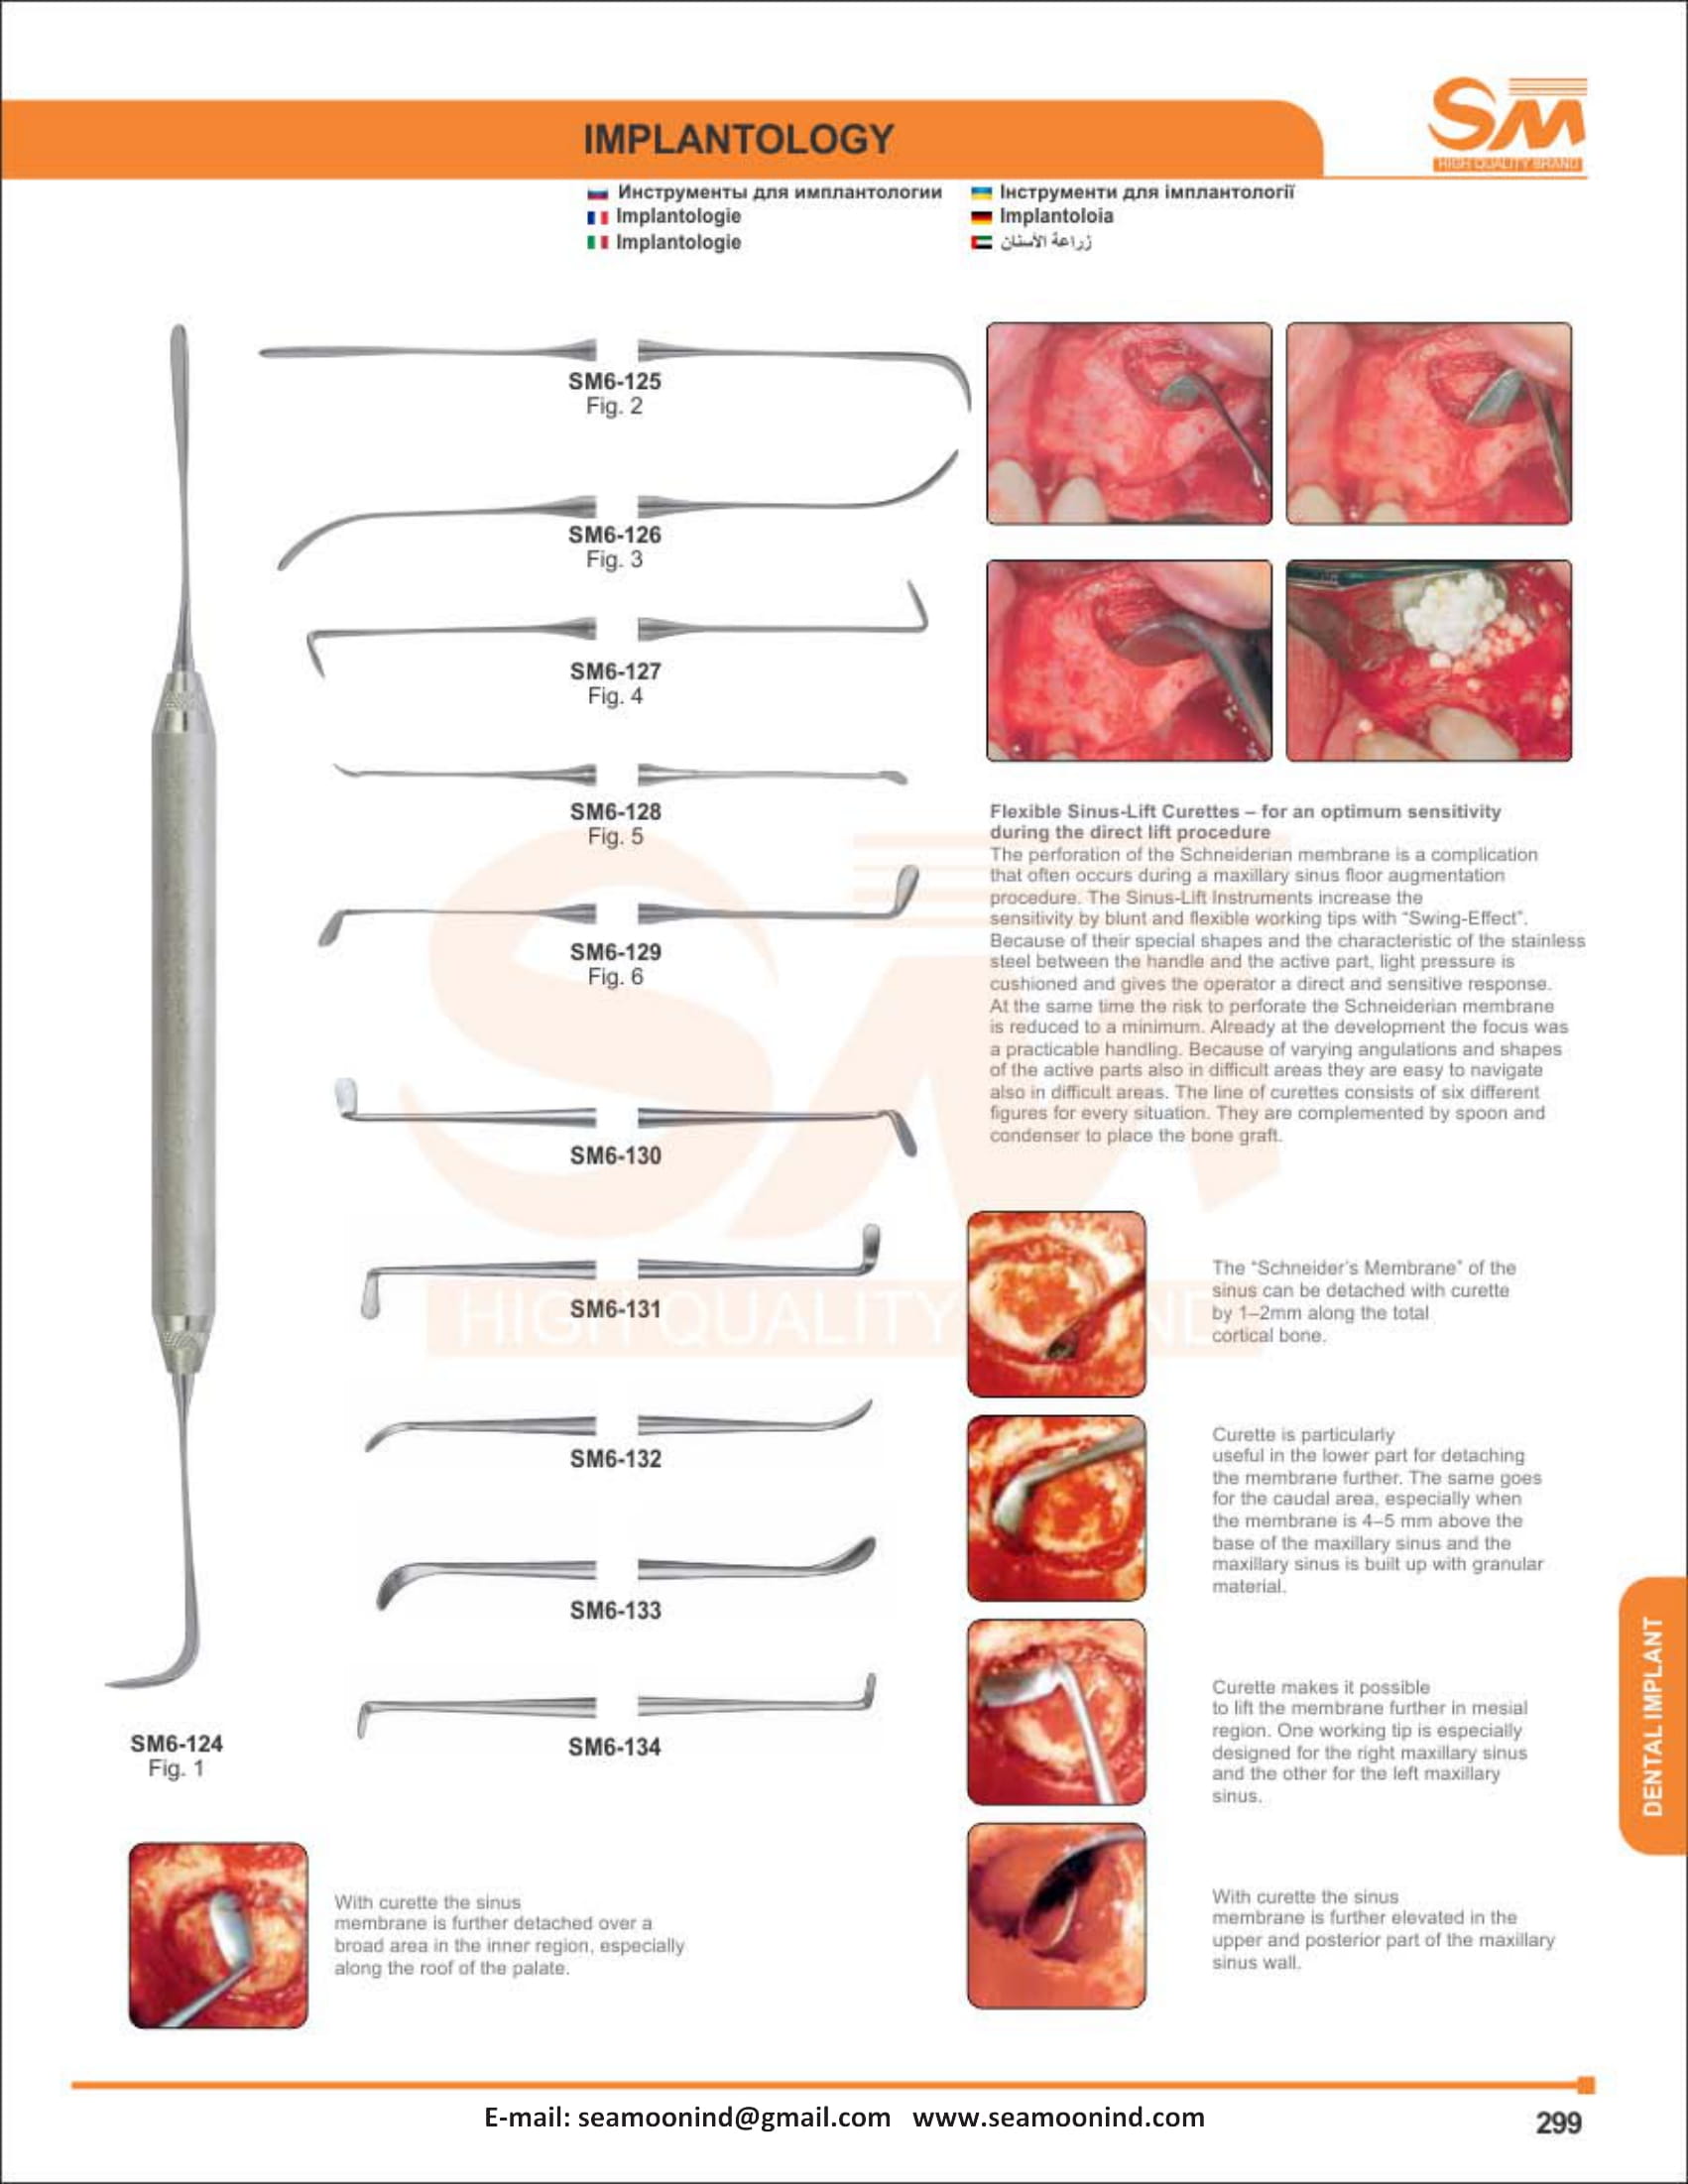 SM
HIGH QUALITY BRAND
IMPLANTOLOGY
Инструменты для имплантологии
Implantologie
Implantologie
Інструменти для імплантології
Implantoloia
زراعة الأسنان
SM6-125
Fig. 2
SM6-126
Fig. 3
SM6-127
Fig. 4
SM6-128
Fig. 5
SM6-129
Fig. 6
SM6-130
SM6-131
SM6-132
SM6-133
SM6-134
SM6-124
Fig. 1
Flexible Sinus-Lift Curettes – for an optimum sensitivity
during the direct lift procedure
The perforation of the Schneiderian membrane is a complication
that often occurs during a maxillary sinus floor augmentation
procedure. The Sinus-Lift Instruments increase the
sensitivity by blunt and flexible working tips with “Swing-Effect”.
Because of their special shapes and the characteristic of the stainless
steel between the handle and the active part, light pressure is
cushioned and gives the operator a direct and sensitive response.
At the same time the risk to perforate the Schneiderian membrane
is reduced to a minimum. Already at the development the focus was
a practicable handling. Because of varying angulations and shapes
of the active parts also in difficult areas they are easy to navigate
also in difficult areas. The line of curettes consists of six different
figures for every situation. They are complemented by spoon and
condenser to place the bone graft.
The “Schneider’s Membrane” of the
sinus can be detached with curette
by 1–2mm along the total
cortical bone.
Curette is particularly
useful in the lower part for detaching
the membrane further. The same goes
for the caudal area, especially when
the membrane is 4–5 mm above the
base of the maxillary sinus and the
maxillary sinus is built up with granular
material.
Curette makes it possible
to lift the membrane further in mesial
region. One working tip is especially
designed for the right maxillary sinus
and the other for the left maxillary
sinus.
With curette the sinus
membrane is further elevated in the
upper and posterior part of the maxillary
sinus wall.
With curette the sinus
membrane is further detached over a
broad area in the inner region, especially
along the roof of the palate.
DENTAL IMPLANT
E-mail: seamoonind@gmail.com www.seamoonind.com
299